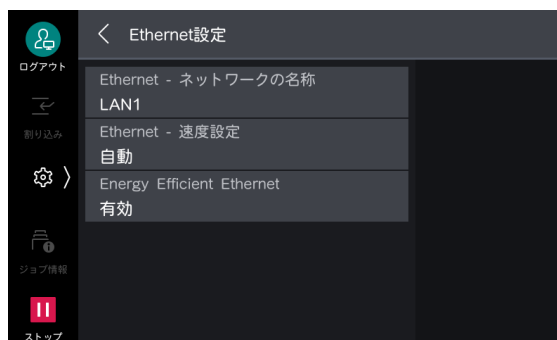 Ethernet設定
ログアウト
Ethernet - ネットワークの名称
LAN1
割り込み
Ethernet - 速度設定
自動
Energy Efficient Ethernet
有効
ジョブ情報
ストップ